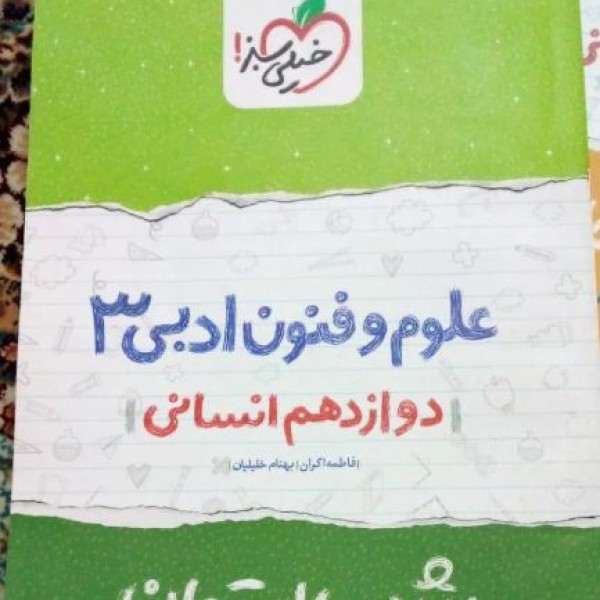 خیلی سبز!
علوم و فنون ادبی ۳
دوازدهم انسانی
فاطمه اکران | بهنام خلیلیان